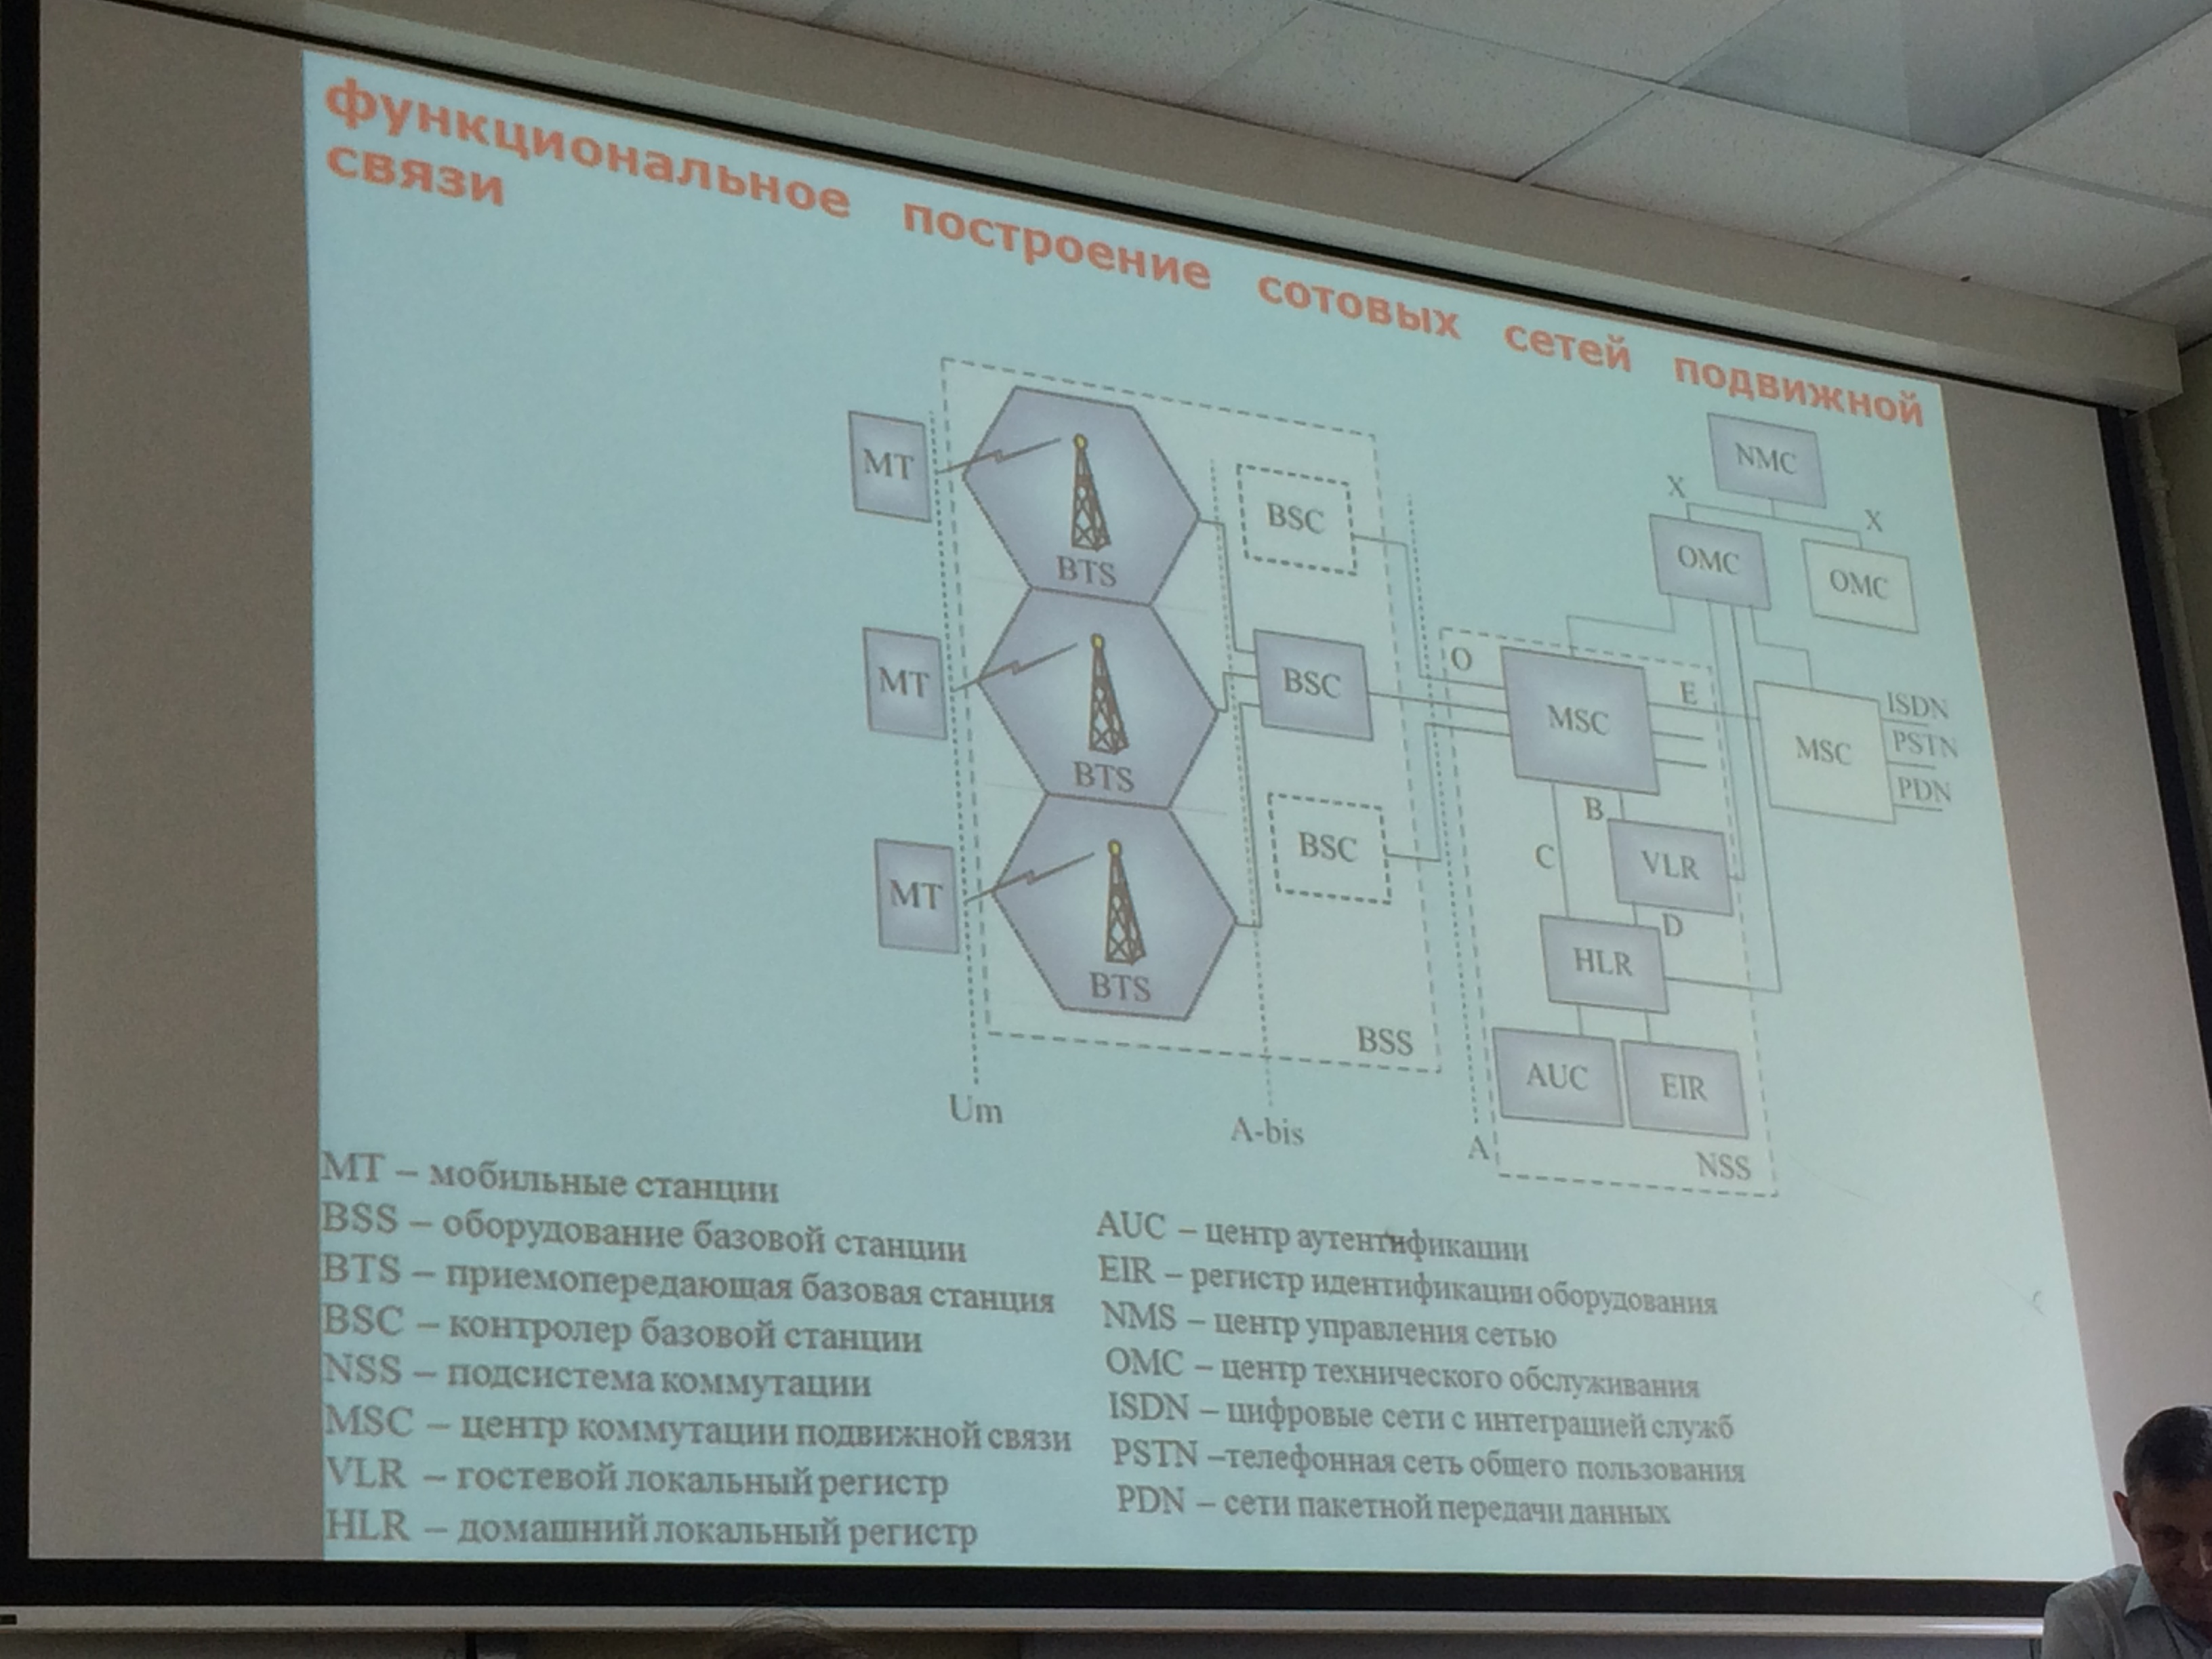 функциональное построение сотовых сетей подвижной
связи
NMC
X
X
OMC
OMC
MT
BTS
BSC
MT
BTS
BSC
O
MSC
E
MSC
ISDN
PSTN
PDN
MT
BTS
BSC
B
C
VLR
D
HLR
AUC
EIR
BSS
NSS
Um
A-bis
A
MT – мобильные станции
BSS – оборудование базовой станции
BTS – приемопередающая базовая станция
BSC – контролер базовой станции
NSS – подсистема коммутации
MSC – центр коммутации подвижной связи
VLR – гостевой локальный регистр
HLR – домашний локальный регистр
AUC – центр аутентификации
EIR – регистр идентификации оборудования
NMS – центр управления сетью
OMC – центр технического обслуживания
ISDN – цифровые сети с интеграцией служб
PSTN –телефонная сеть общего пользования
PDN – сети пакетной передачи данных